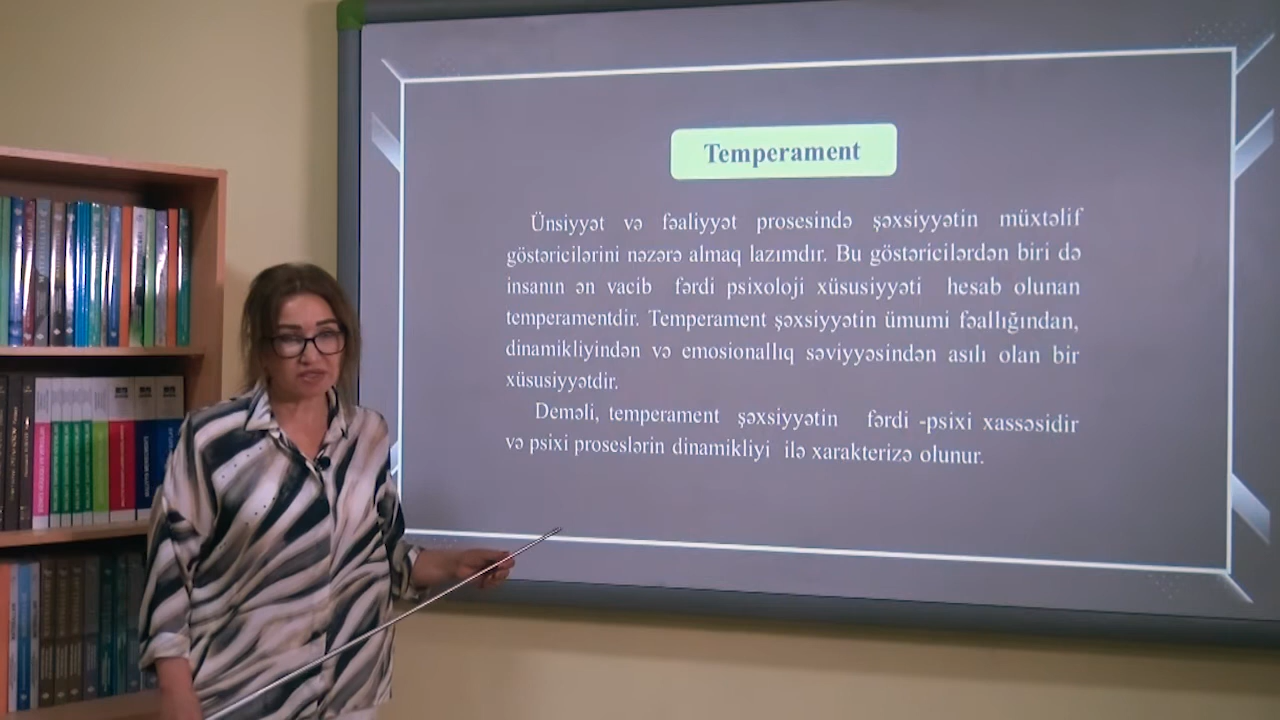 Temperament
Ünsiyyət və fəaliyyət prosesində şəxsiyyətin müxtəlif
göstəricilərini nəzərə almaq lazımdır. Bu göstəricilərdən biri də
insanın ən vacib fərdi psixoloji xüsusiyyəti hesab olunan
temperamentdir. Temperament şəxsiyyətin ümumi fəallığından,
dinamikliyindən və emosionallıq səviyyəsindən asılı olan bir
xüsusiyyətdir.
Deməli, temperament şəxsiyyətin fərdi -psixi xassəsidir
və psixi proseslərin dinamikliyi ilə xarakterizə olunur.